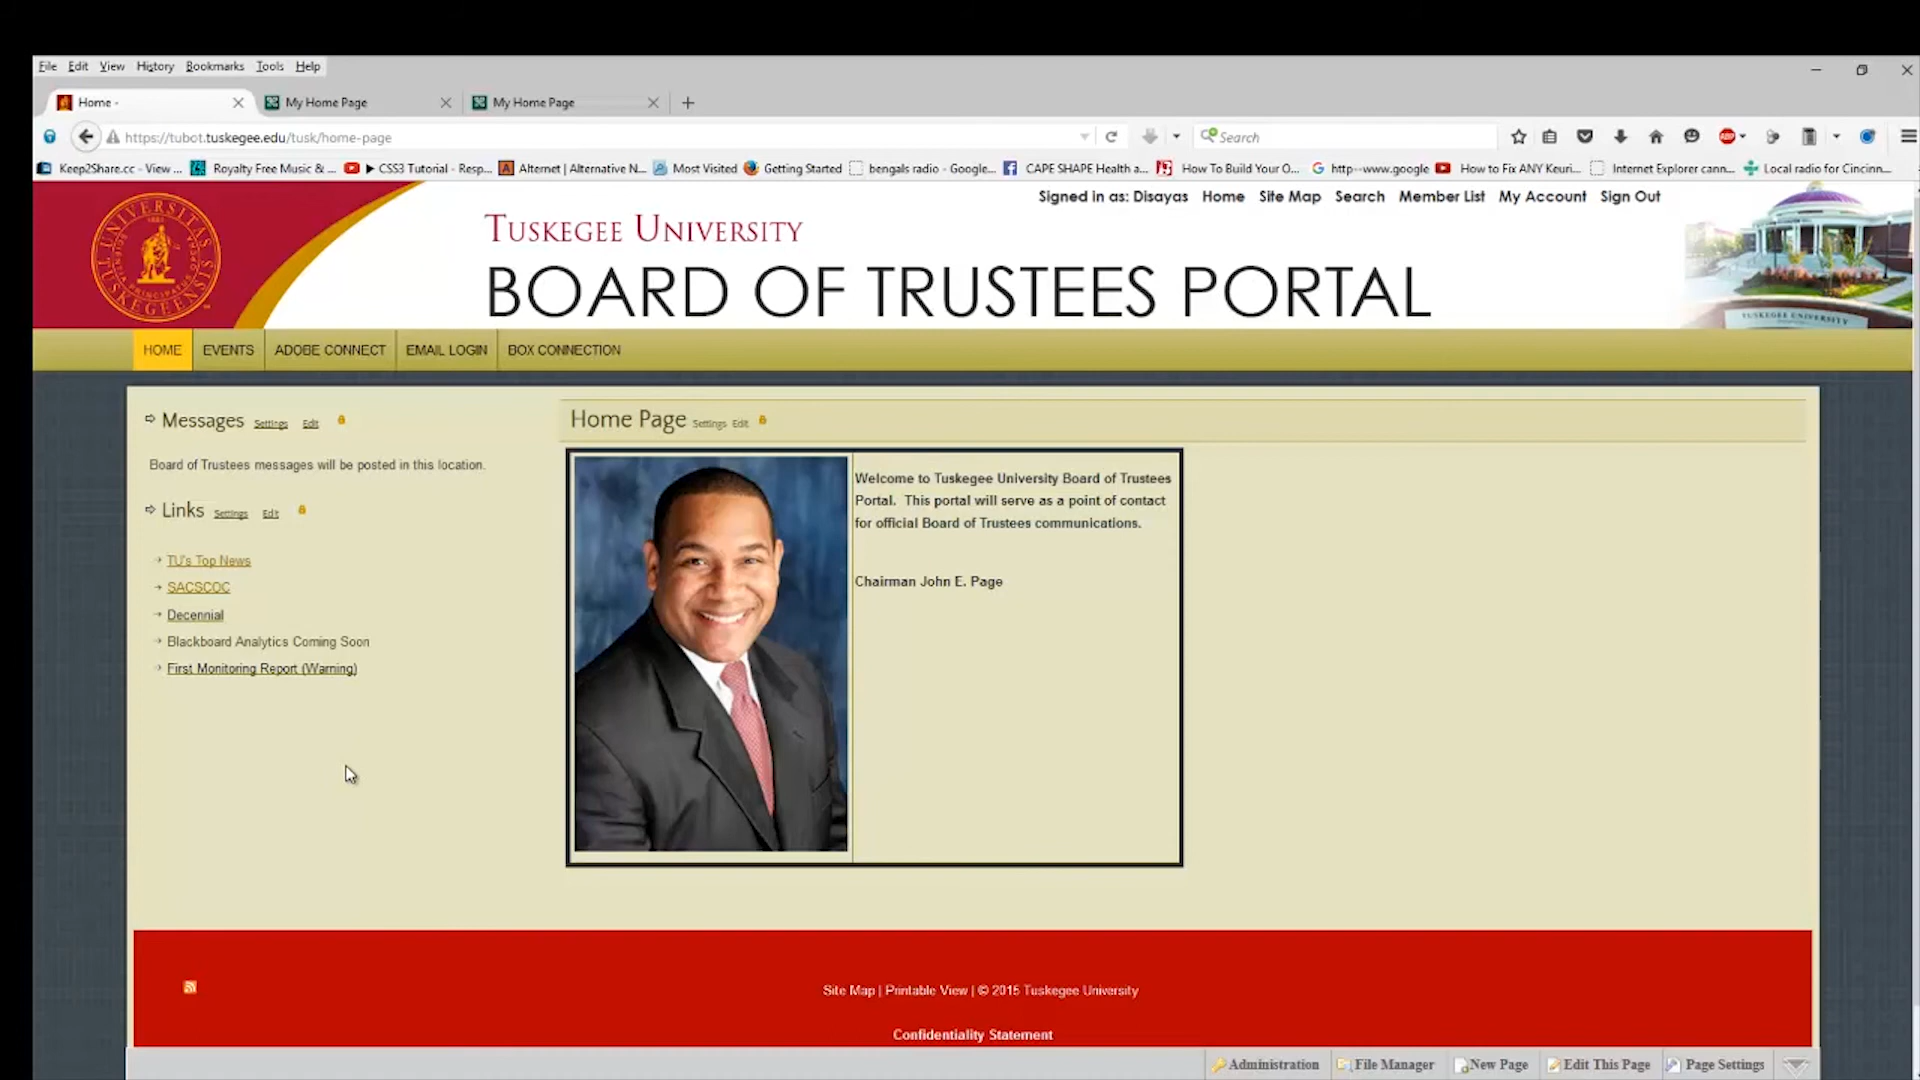 File Edit View History Bookmarks Tools Help
Home - My Home Page My Home Page
https://tubot.tuskegee.edu/tusk/home-page Search
Keep2Share.cc - View ... Royalty Free Music & ... ▶ CSS3 Tutorial - Resp... Alternet | Alternative N... Most Visited Getting Started bengals radio - Google... CAPE SHAPE Health a... How To Build Your O... http--www.google How to Fix ANY Keuri... Internet Explorer cann... Local radio for Cincinn...
Signed in as: Disayas Home Site Map Search Member List My Account Sign Out
TUSKEGEE UNIVERSITY
BOARD OF TRUSTEES PORTAL
TUSKEGEE UNIVERSITY
HOME EVENTS ADOBE CONNECT EMAIL LOGIN BOX CONNECTION
Messages Settings Edit
Board of Trustees messages will be posted in this location.
Links Settings Edit
TU's Top News
SACSCOC
Decennial
Blackboard Analytics Coming Soon
First Monitoring Report (Warning)
Home Page Settings Edit
Welcome to Tuskegee University Board of Trustees
Portal. This portal will serve as a point of contact
for official Board of Trustees communications.
Chairman John E. Page
Site Map | Printable View | © 2015 Tuskegee University
Confidentiality Statement
Administration File Manager New Page Edit This Page Page Settings